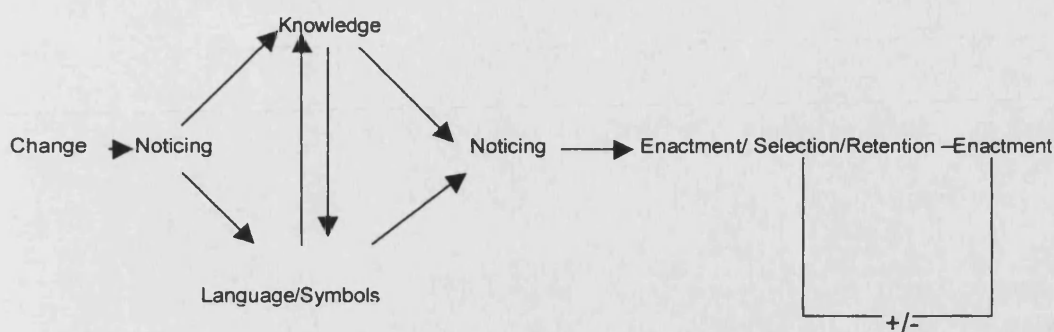 Knowledge
Change Noticing Noticing Enactment/ Selection/Retention Enactment
Language/Symbols
+/-